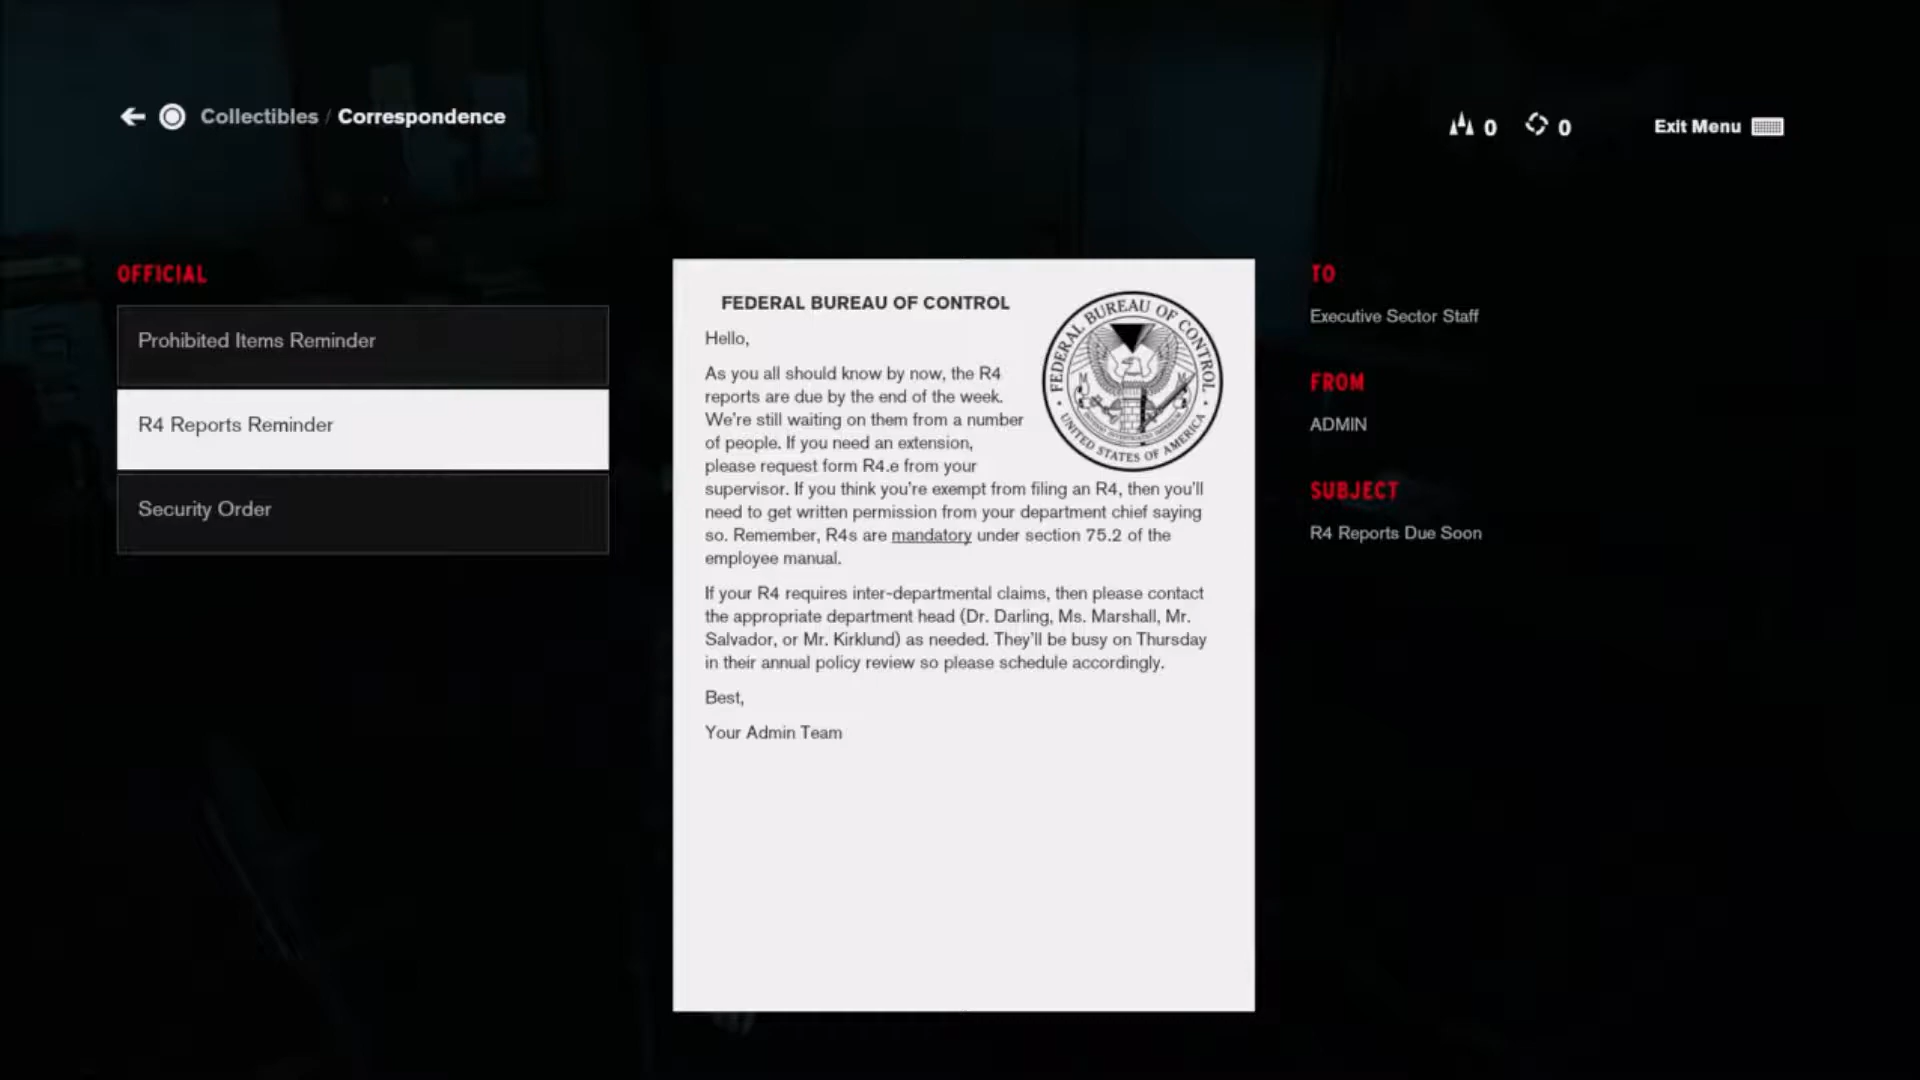 Collectibles / Correspondence
0 0 Exit Menu
OFFICIAL
Prohibited Items Reminder
R4 Reports Reminder
Security Order
FEDERAL BUREAU OF CONTROL
Hello,
As you all should know by now, the R4
reports are due by the end of the week.
We're still waiting on them from a number
of people. If you need an extension,
please request form R4.e from your
supervisor. If you think you're exempt from filing an R4, then you'll
need to get written permission from your department chief saying
so. Remember, R4s are mandatory under section 75.2 of the
employee manual.
If your R4 requires inter-departmental claims, then please contact
the appropriate department head (Dr. Darling, Ms. Marshall, Mr.
Salvador, or Mr. Kirklund) as needed. They'll be busy on Thursday
in their annual policy review so please schedule accordingly.
Best,
Your Admin Team
FEDERAL BUREAU OF CONTROL
UNITED STATES OF AMERICA
TO
Executive Sector Staff
FROM
ADMIN
SUBJECT
R4 Reports Due Soon